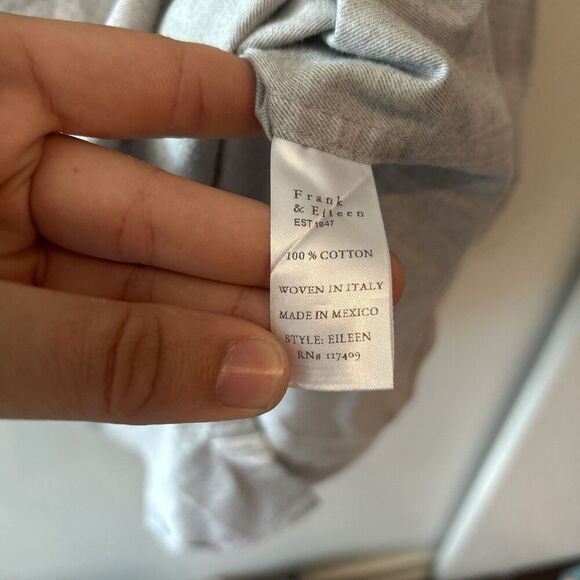 Frank
& Eileen
EST 1947
100 % COTTON
WOVEN IN ITALY
MADE IN MEXICO
STYLE: EILEEN
RN# 117409